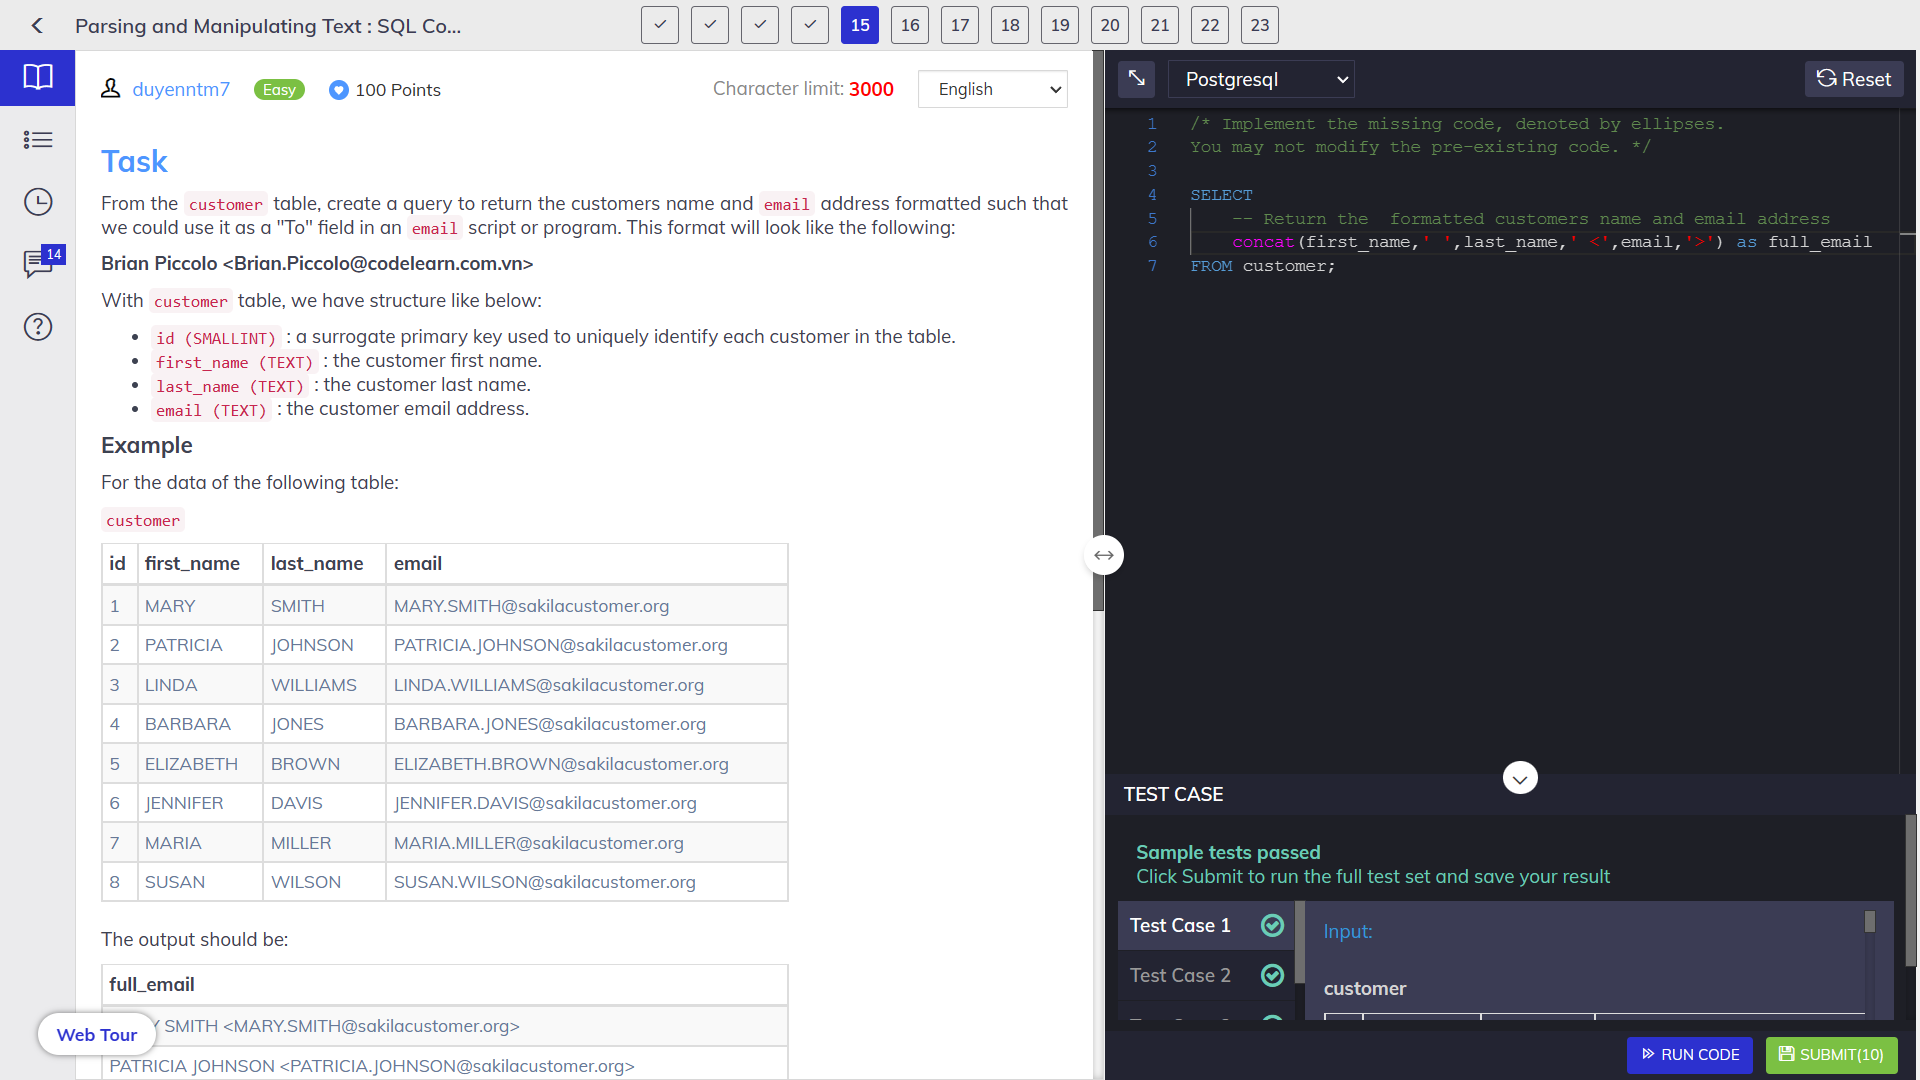 Parsing and Manipulating Text : SQL Co...
15 16 17 18 19 20 21 22 23
duyenntm7 Easy 100 Points Character limit: 3000 English
14
Task
From the customer table, create a query to return the customers name and email address formatted such that
we could use it as a "To" field in an email script or program. This format will look like the following:
Brian Piccolo <Brian.Piccolo@codelearn.com.vn>
With customer table, we have structure like below:
id (SMALLINT) : a surrogate primary key used to uniquely identify each customer in the table.
first_name (TEXT) : the customer first name.
last_name (TEXT) : the customer last name.
email (TEXT) : the customer email address.
Example
For the data of the following table:
customer
id first_name last_name email
1 MARY SMITH MARY.SMITH@sakilacustomer.org
2 PATRICIA JOHNSON PATRICIA.JOHNSON@sakilacustomer.org
3 LINDA WILLIAMS LINDA.WILLIAMS@sakilacustomer.org
4 BARBARA JONES BARBARA.JONES@sakilacustomer.org
5 ELIZABETH BROWN ELIZABETH.BROWN@sakilacustomer.org
6 JENNIFER DAVIS JENNIFER.DAVIS@sakilacustomer.org
7 MARIA MILLER MARIA.MILLER@sakilacustomer.org
8 SUSAN WILSON SUSAN.WILSON@sakilacustomer.org
The output should be:
full_email
SMITH <MARY.SMITH@sakilacustomer.org>
PATRICIA JOHNSON <PATRICIA.JOHNSON@sakilacustomer.org>
Web Tour
Postgresql Reset
1 /* Implement the missing code, denoted by ellipses.
2 You may not modify the pre-existing code. */
3
4 SELECT
5 -- Return the  formatted customers name and email address
6 concat(first_name,' ',last_name,' <',email,'>') as full_email
7 FROM customer;
TEST CASE
Sample tests passed
Click Submit to run the full test set and save your result
Test Case 1
Test Case 2
Input:
customer
RUN CODE SUBMIT(10)